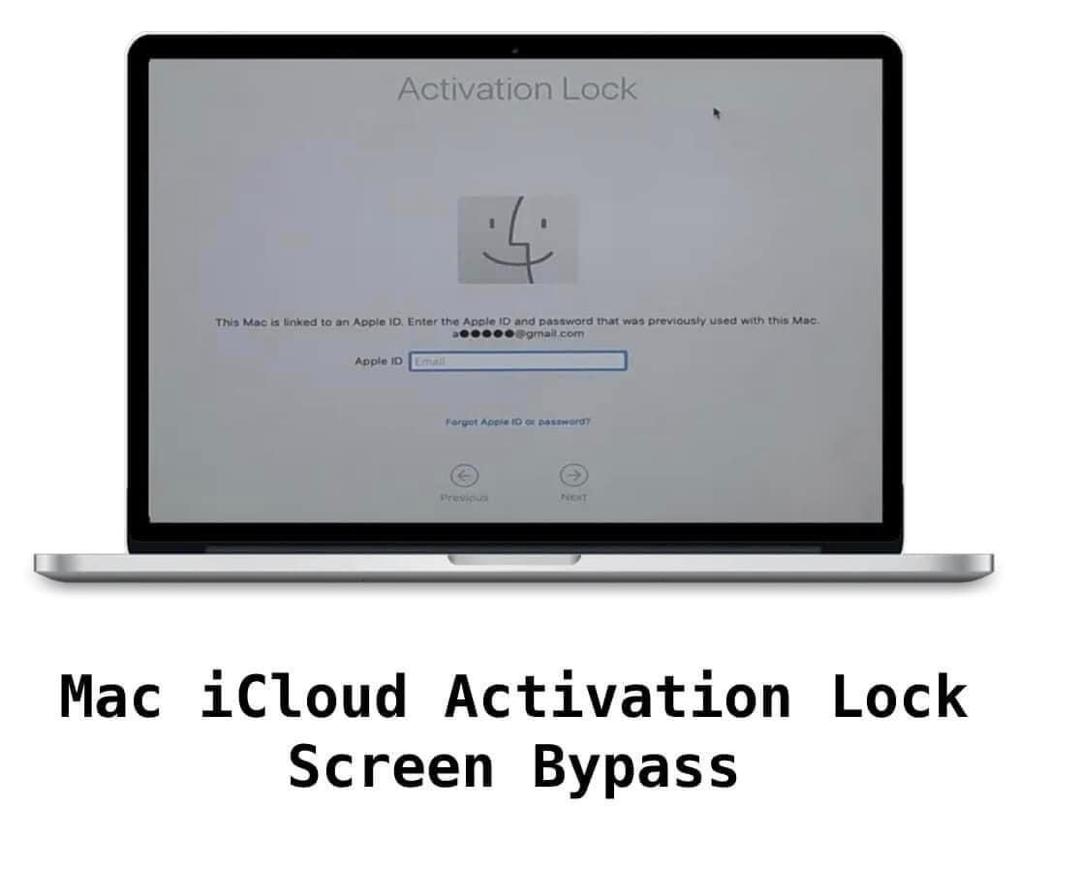 Activation Lock
This Mac is linked to an Apple ID. Enter the Apple ID and password that was previously used with this Mac.
a●●●●●@gmail.com
Apple ID Email
Forgot Apple ID or password?
Previous Next
Mac iCloud Activation Lock
Screen Bypass